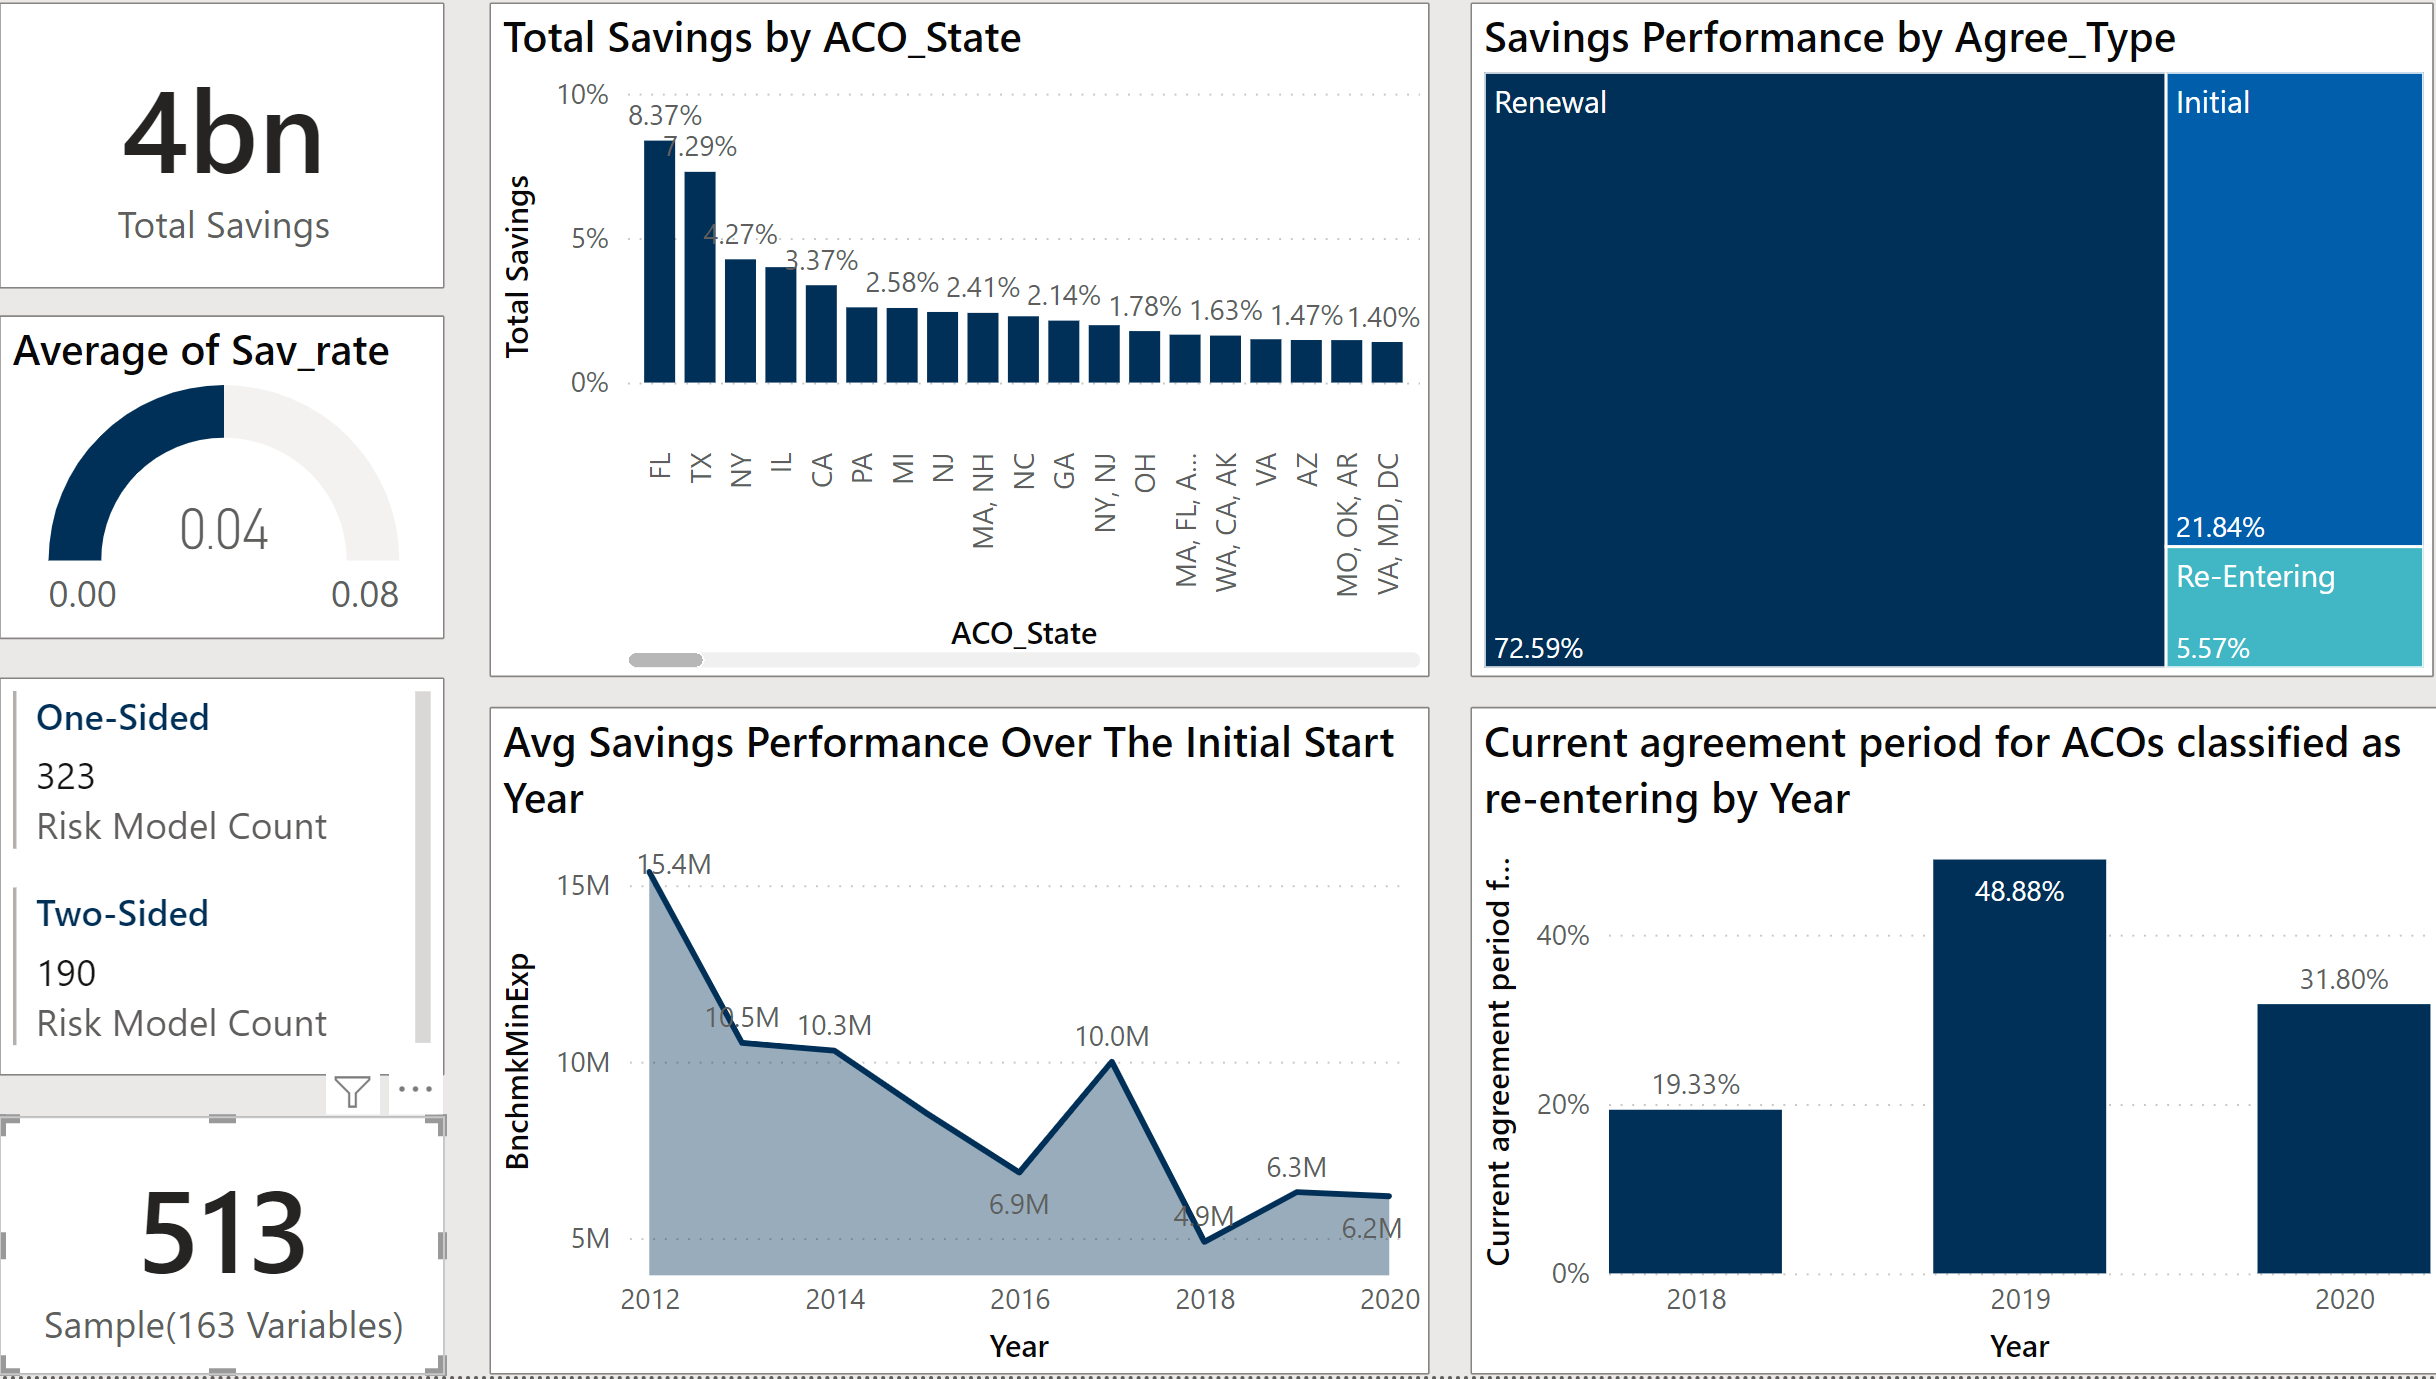 4bn
Total Savings
Average of Sav_rate
0.04
0.00
0.08
One-Sided
323
Risk Model Count
Two-Sided
190
Risk Model Count
513
Sample(163 Variables)
Total Savings by ACO_State
Total Savings
10%
5%
0%
8.37%
7.29%
4.27%
3.37%
2.58%
2.41%
2.14%
1.78%
1.63%
1.47%
1.40%
FL
TX
NY
IL
CA
PA
MI
NJ
MA, NH
NC
GA
NY, NJ
OH
MA, FL, A...
WA, CA, AK
VA
AZ
MO, OK, AR
VA, MD, DC
ACO_State
Savings Performance by Agree_Type
Renewal
72.59%
Initial
21.84%
Re-Entering
5.57%
Avg Savings Performance Over The Initial Start
Year
BnchmkMinExp
15M
10M
5M
15.4M
10.5M
10.3M
6.9M
10.0M
4.9M
6.3M
6.2M
2012
2014
2016
2018
2020
Year
Current agreement period for ACOs classified as
re-entering by Year
Current agreement period f...
40%
20%
0%
19.33%
48.88%
31.80%
2018
2019
2020
Year